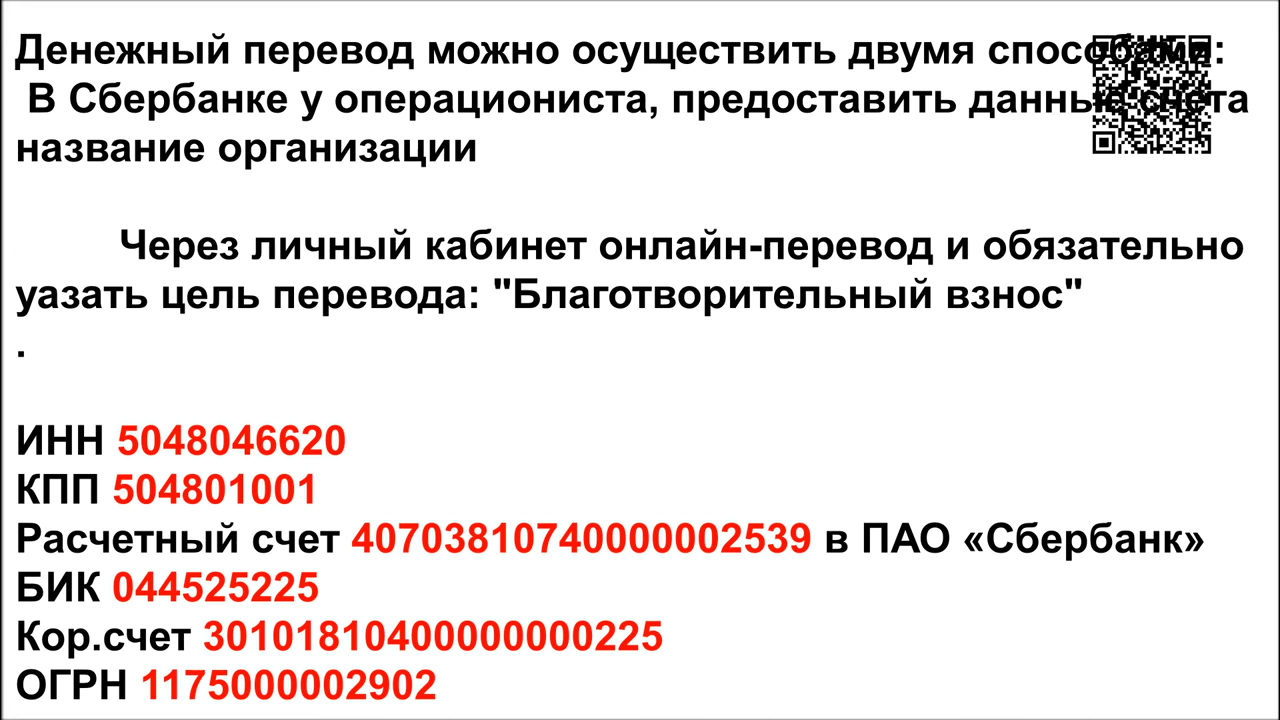 Денежный перевод можно осуществить двумя способами:
В Сбербанке у операциониста, предоставить данные счета
название организации
Через личный кабинет онлайн-перевод и обязательно
уазать цель перевода: "Благотворительный взнос"
.
ИНН 5048046620
КПП 504801001
Расчетный счет 40703810740000002539 в ПАО «Сбербанк»
БИК 044525225
Кор.счет 30101810400000000225
ОГРН 1175000002902